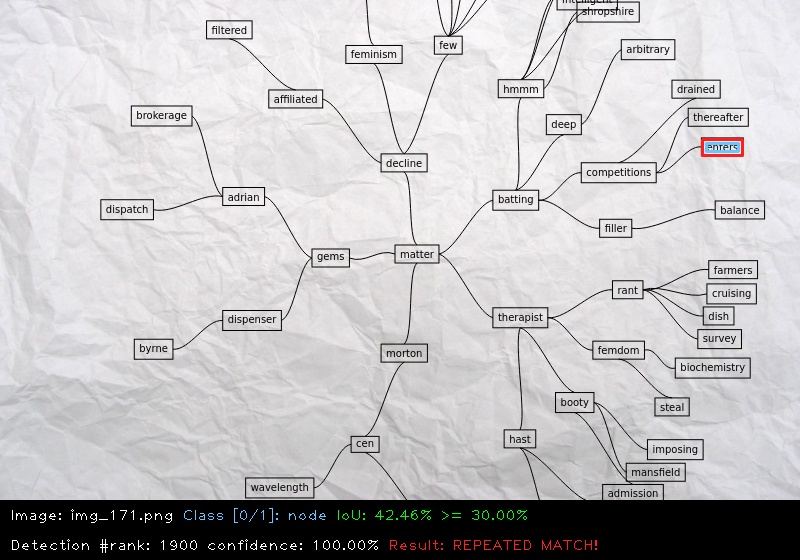 shropshire
filtered
few
feminism
arbitrary
hmmm
drained
affiliated
brokerage
thereafter
deep
decline
competitions
adrian
batting
dispatch
balance
filler
matter
gems
farmers
rant
cruising
dispenser
therapist
dish
survey
byrne
femdom
morton
biochemistry
booty
steal
hast
cen
imposing
mansfield
wavelength
admission
Image: img_171.png Class [0/1]: node IoU: 42.46% >= 30.00%
Detection #rank: 1900 confidence: 100.00% Result: REPEATED MATCH!